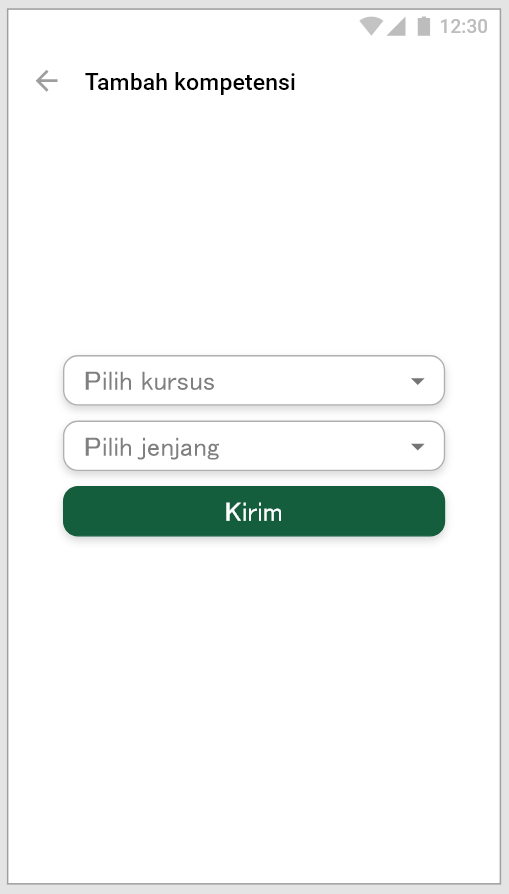 12:30
Tambah kompetensi
Pilih kursus
Pilih jenjang
Kirim